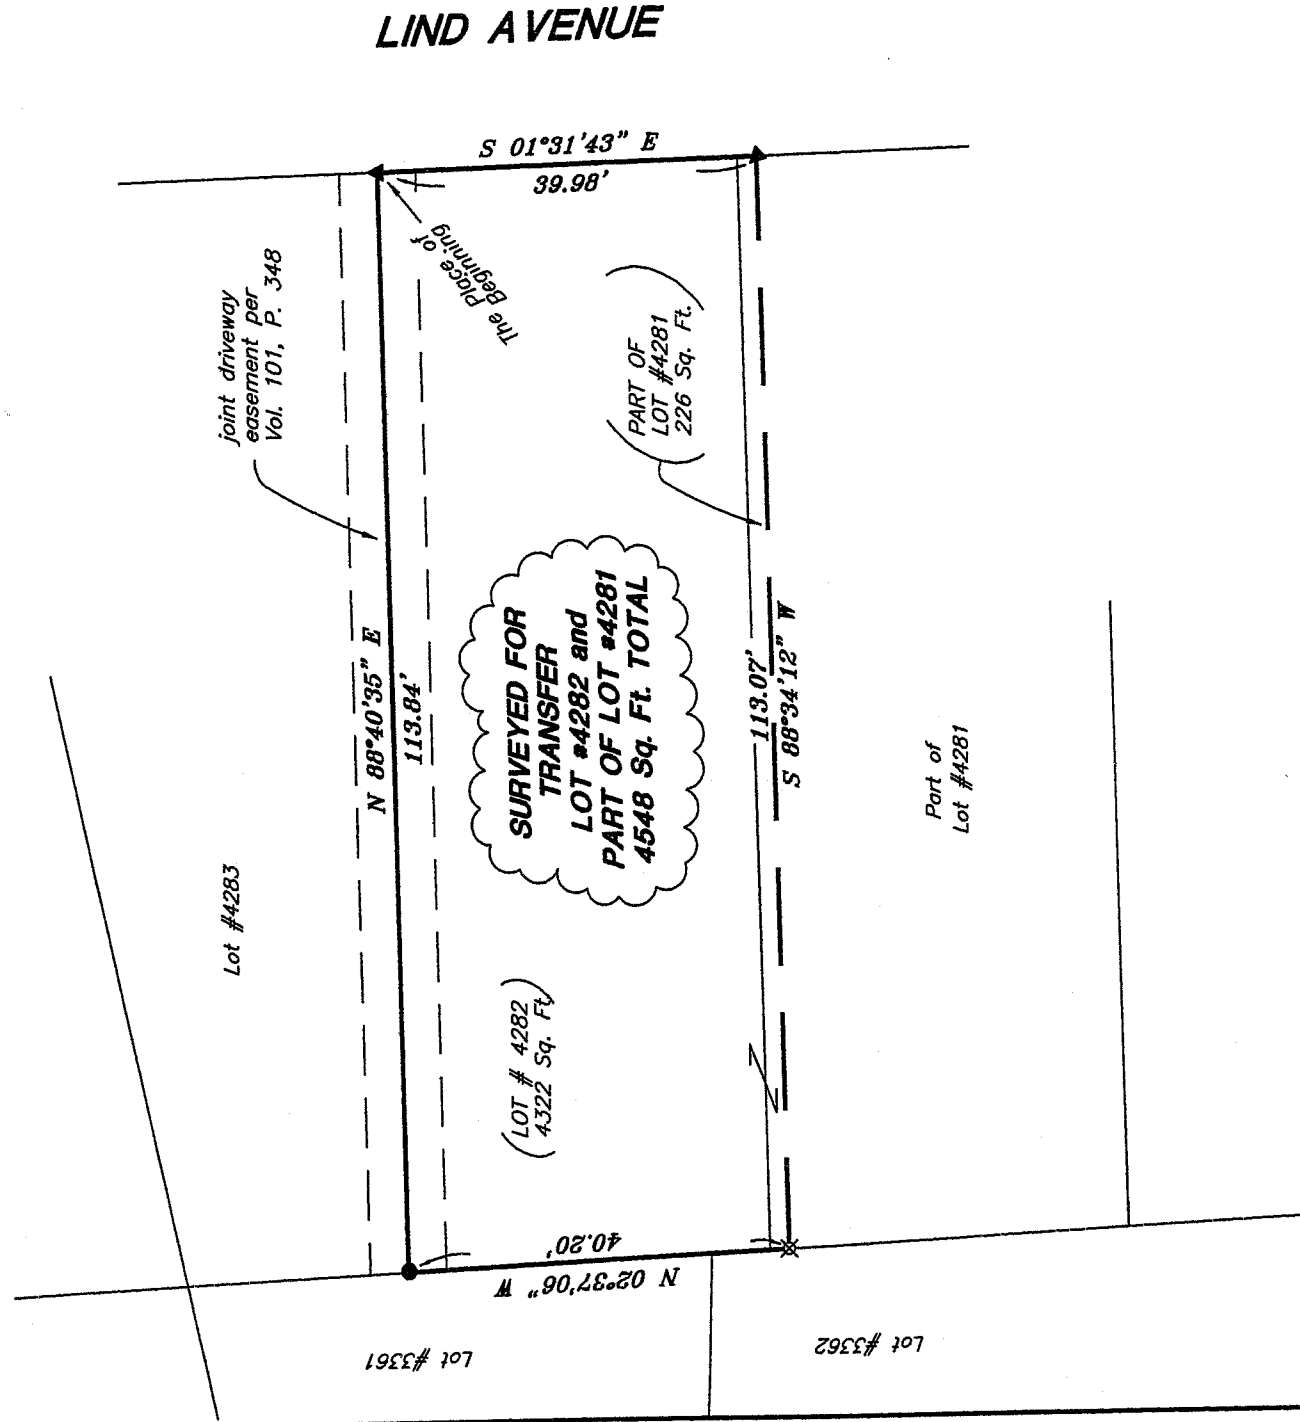 LIND AVENUE
S 01°31'43" E
39.98'
The Place of
Beginning
joint driveway
easement per
Vol. 101, P. 348
PART OF
LOT #4281
226 Sq. Ft.
N 88°40'35" E
113.84'
SURVEYED FOR
TRANSFER
LOT #4282 and
PART OF LOT #4281
4548 Sq. Ft. TOTAL
113.07'
S 88°34'12" W
Part of
Lot #4281
Lot #4283
(LOT # 4282)
4322 Sq. Ft.
40.20'
N 02°37'06" W
Lot #3361
Lot #3362